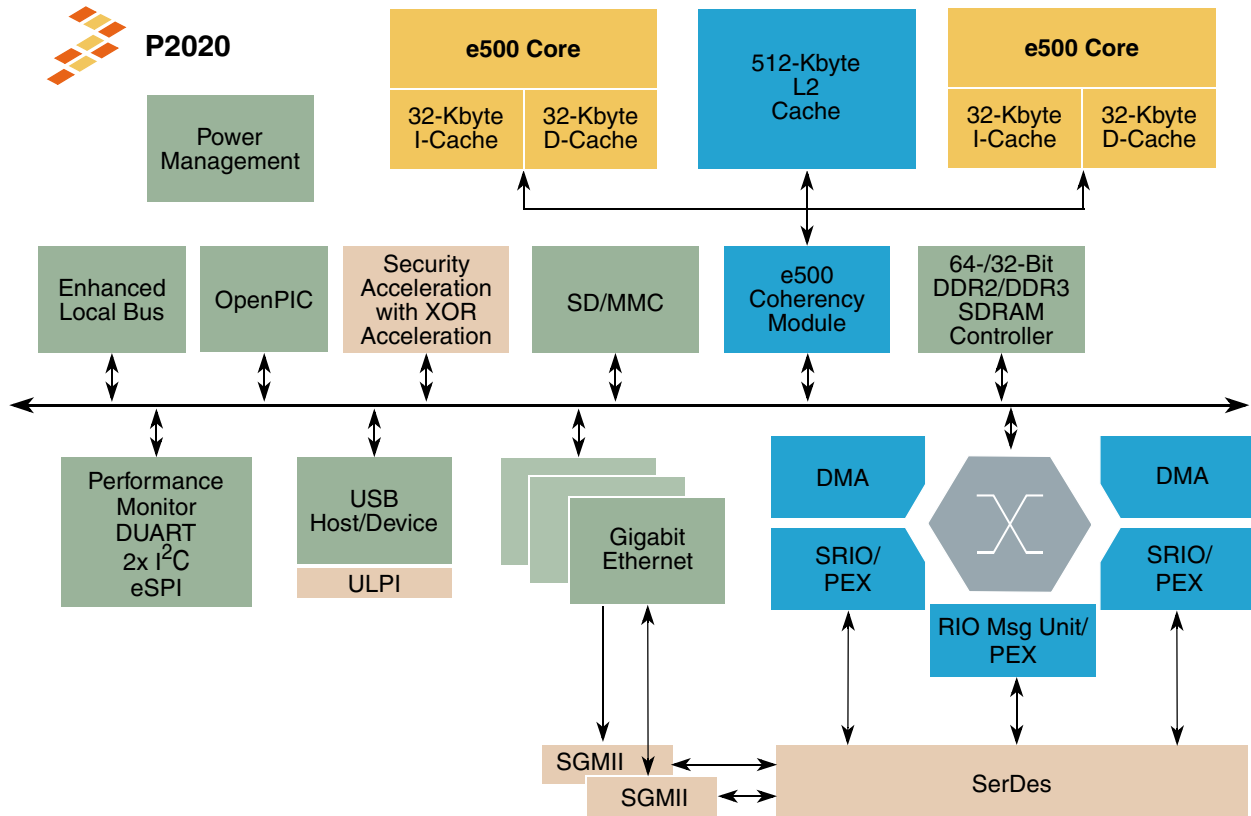 P2020
e500 Core
32-Kbyte
I-Cache
32-Kbyte
D-Cache
512-Kbyte
L2
Cache
e500 Core
32-Kbyte
I-Cache
32-Kbyte
D-Cache
Power
Management
Enhanced
Local Bus
OpenPIC
Security
Acceleration
with XOR
Acceleration
SD/MMC
e500
Coherency
Module
64-/32-Bit
DDR2/DDR3
SDRAM
Controller
Performance
Monitor
DUART
2x I²C
eSPI
USB
Host/Device
ULPI
Gigabit
Ethernet
DMA
SRIO/
PEX
DMA
SRIO/
PEX
RIO Msg Unit/
PEX
SGMII
SGMII
SerDes